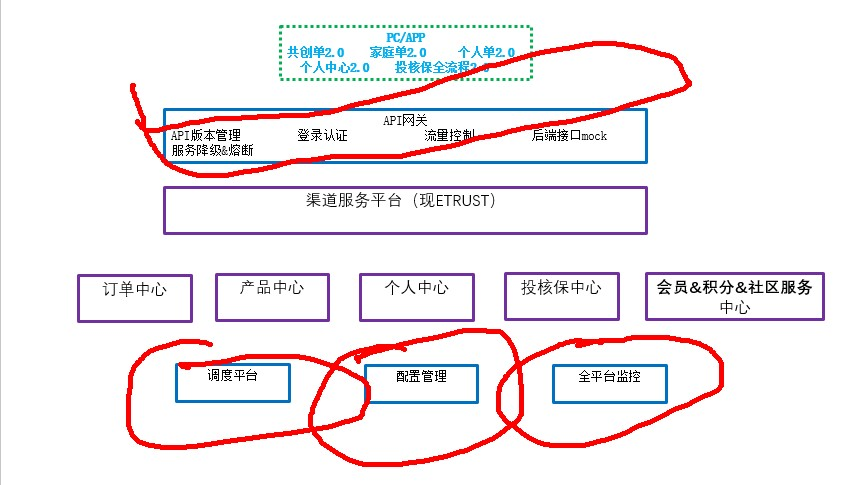 PC/APP
共创单2.0 家庭单2.0 个人单2.0
个人中心2.0 投核保全流程2.0
API网关
API版本管理 登录认证 流量控制 后端接口mock
服务降级&熔断
渠道服务平台（现ETRUST）
订单中心 产品中心 个人中心 投核保中心 会员&积分&社区服务
中心
调度平台 配置管理 全平台监控